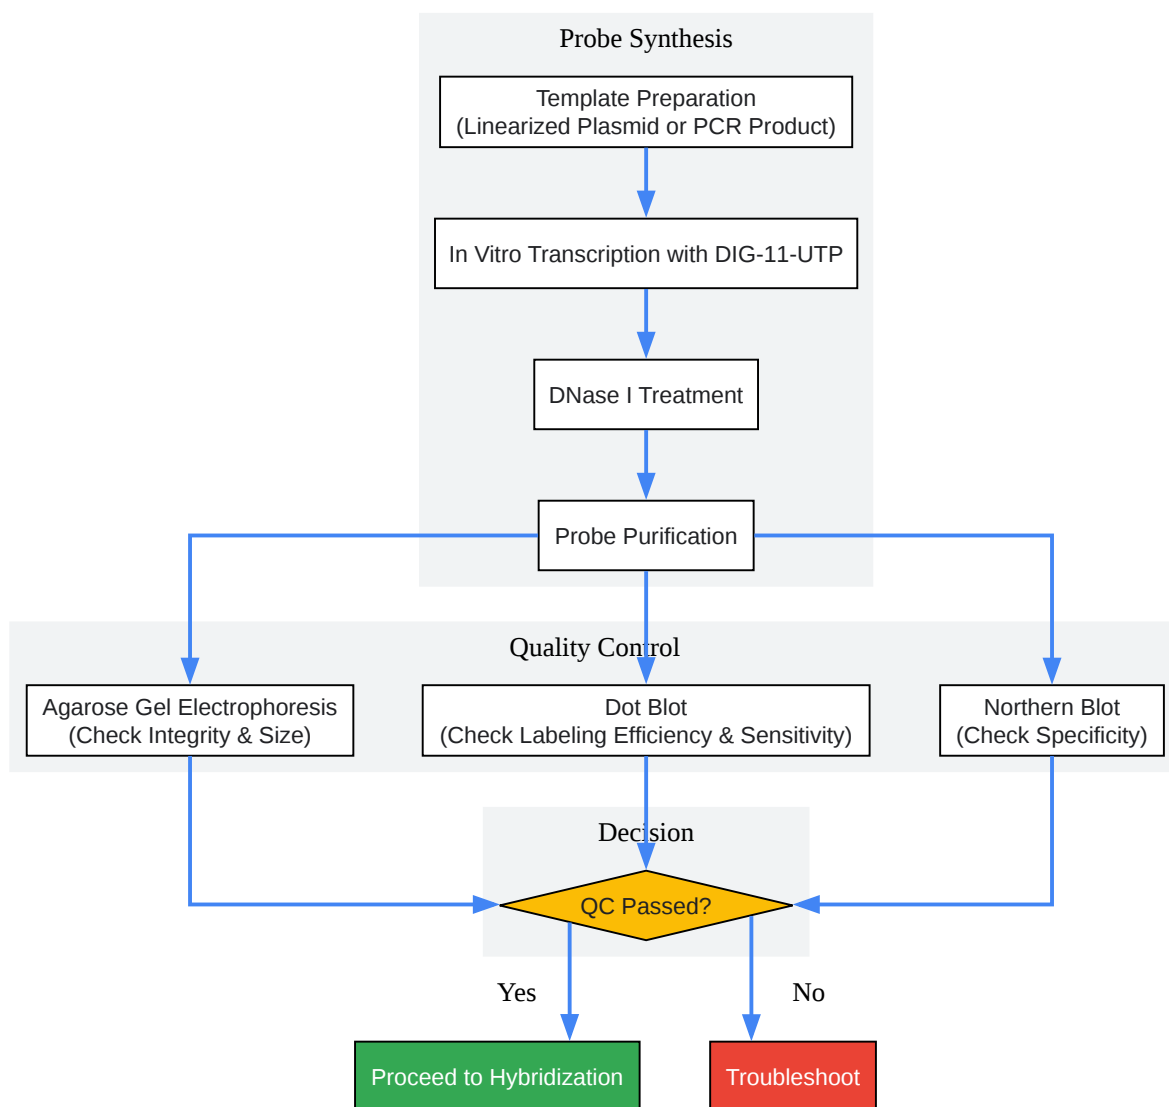 Probe Synthesis
Template Preparation
(Linearized Plasmid or PCR Product)
In Vitro Transcription with DIG-11-UTP
DNase I Treatment
Probe Purification
Quality Control
Agarose Gel Electrophoresis
(Check Integrity & Size)
Dot Blot
(Check Labeling Efficiency & Sensitivity)
Northern Blot
(Check Specificity)
Decision
QC Passed?
Yes
No
Proceed to Hybridization
Troubleshoot